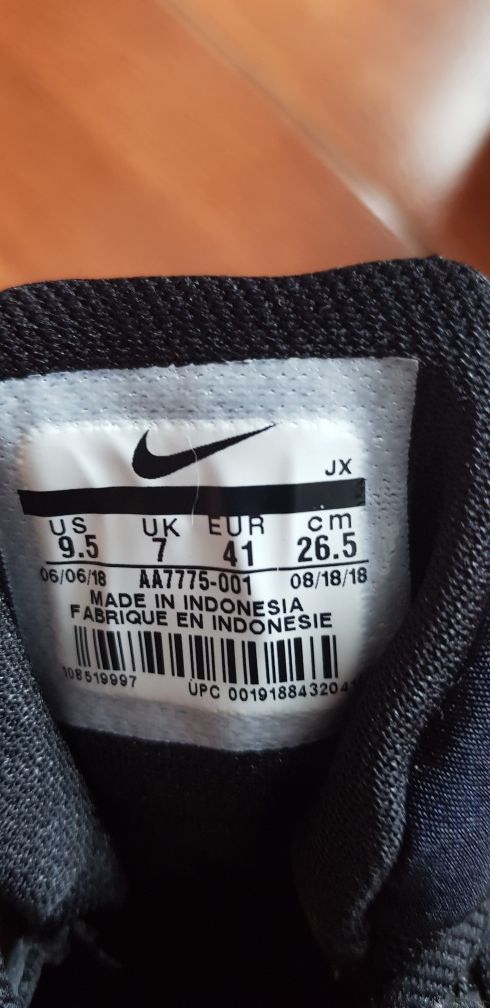 JX
US UK EUR cm
9.5 7 41 26.5
06/06/18 AA7775-001 08/18/18
MADE IN INDONESIA
FABRIQUE EN INDONESIE
108519997 UPC 0019188432041